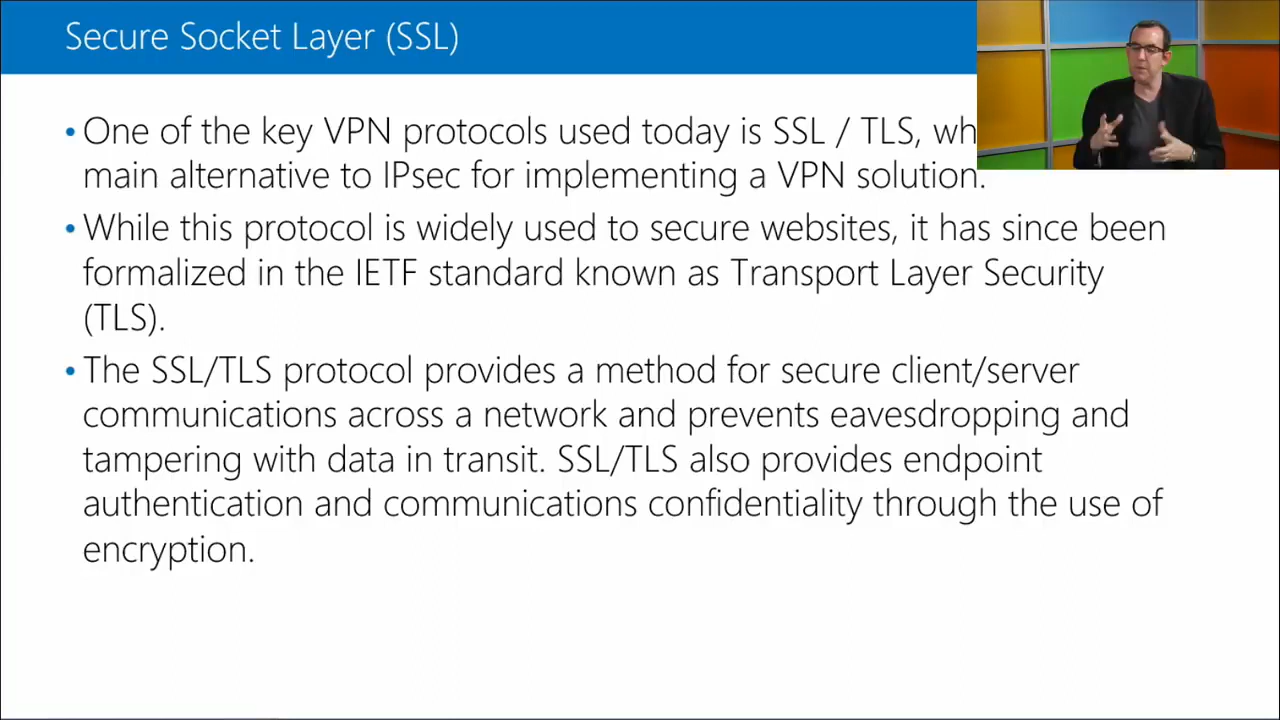 Secure Socket Layer (SSL)
• One of the key VPN protocols used today is SSL / TLS,
main alternative to IPsec for implementing a VPN solution.
• While this protocol is widely used to secure websites, it has since been
formalized in the IETF standard known as Transport Layer Security
(TLS).
• The SSL/TLS protocol provides a method for secure client/server
communications across a network and prevents eavesdropping and
tampering with data in transit. SSL/TLS also provides endpoint
authentication and communications confidentiality through the use of
encryption.